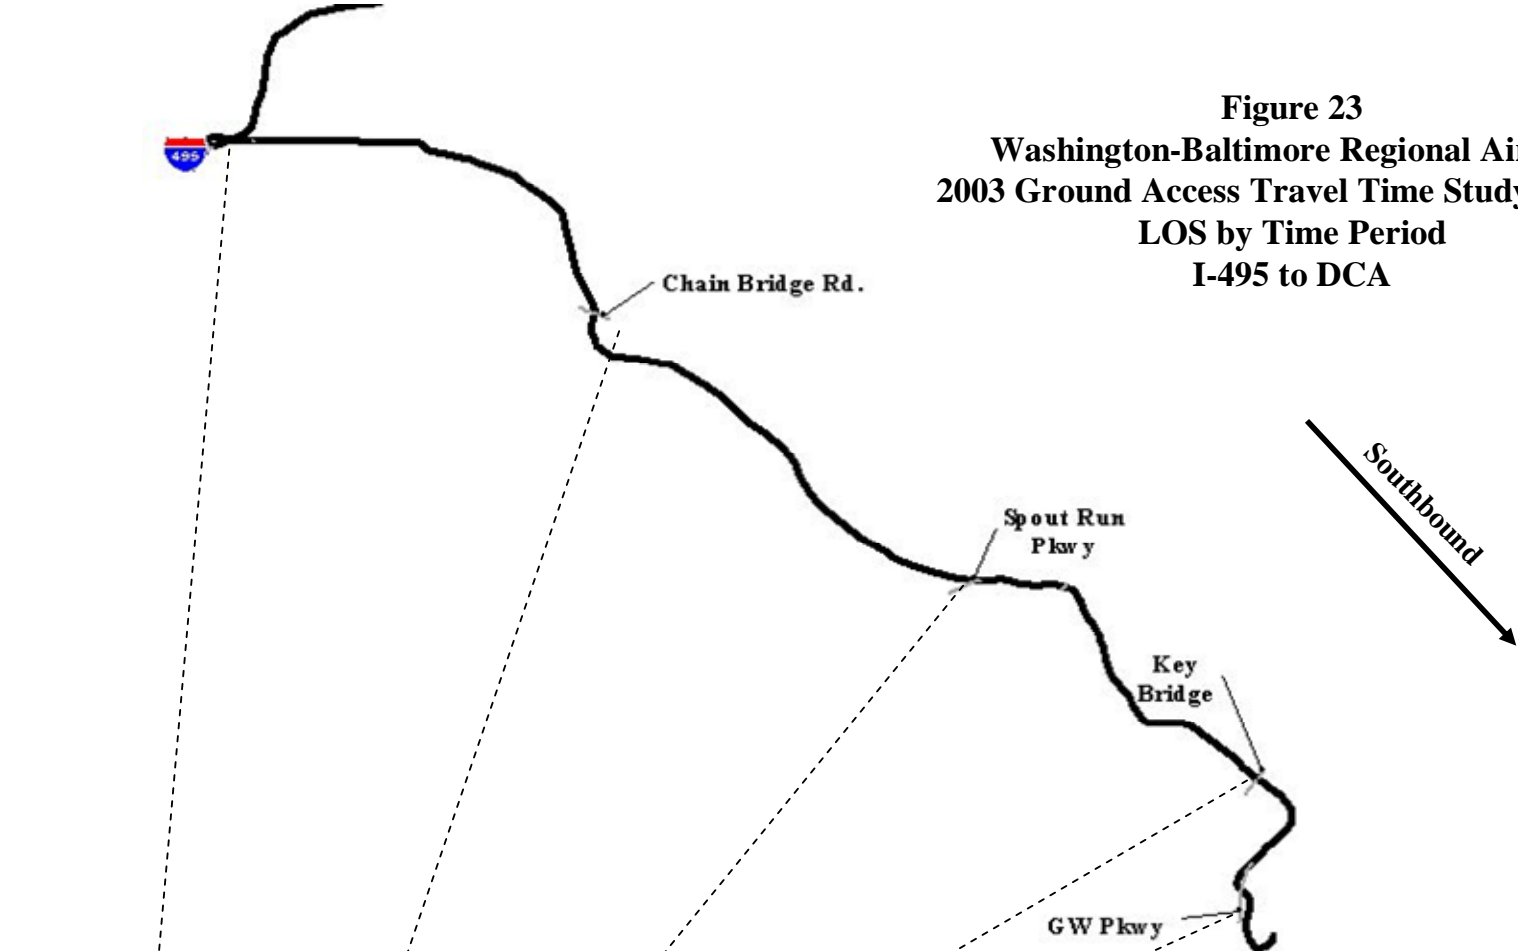 Figure 23
Washington-Baltimore Regional Ai
2003 Ground Access Travel Time Study
LOS by Time Period
I-495 to DCA
495
Chain Bridge Rd.
Southbound
Spout Run
Pkwy
Key
Bridge
GW Pkwy